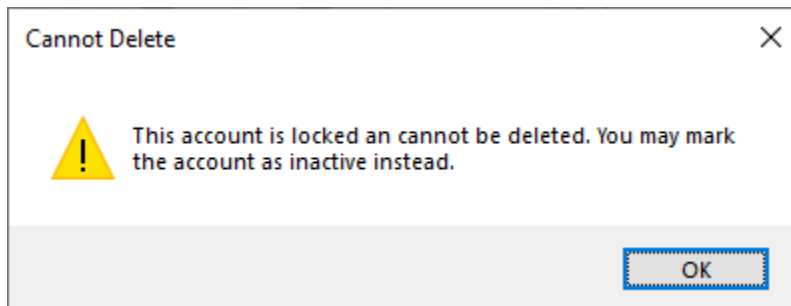 Cannot Delete
This account is locked an cannot be deleted. You may mark
the account as inactive instead.
OK